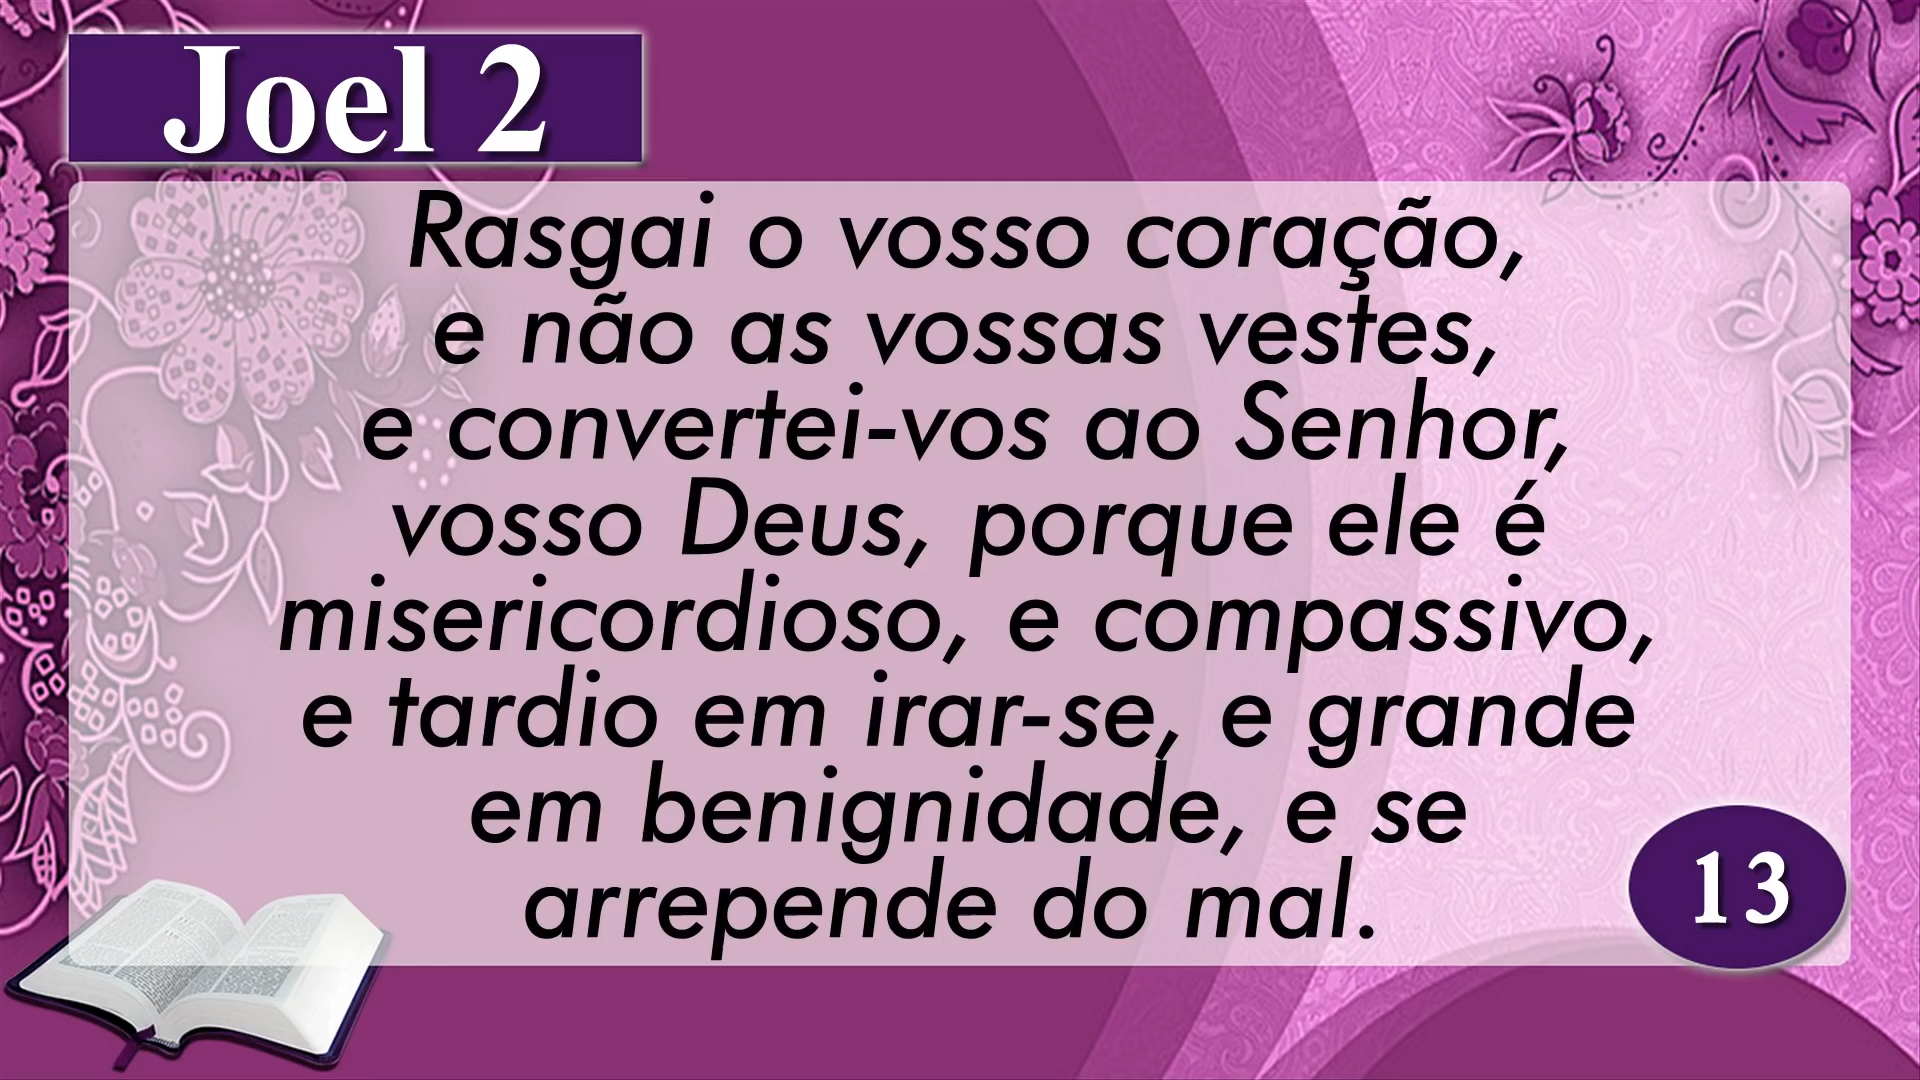 Joel 2
Rasgai o vosso coração,
e não as vossas vestes,
e convertei-vos ao Senhor,
vosso Deus, porque ele é
misericordioso, e compassivo,
e tardio em irar-se, e grande
em benignidade, e se
arrepende do mal.
13